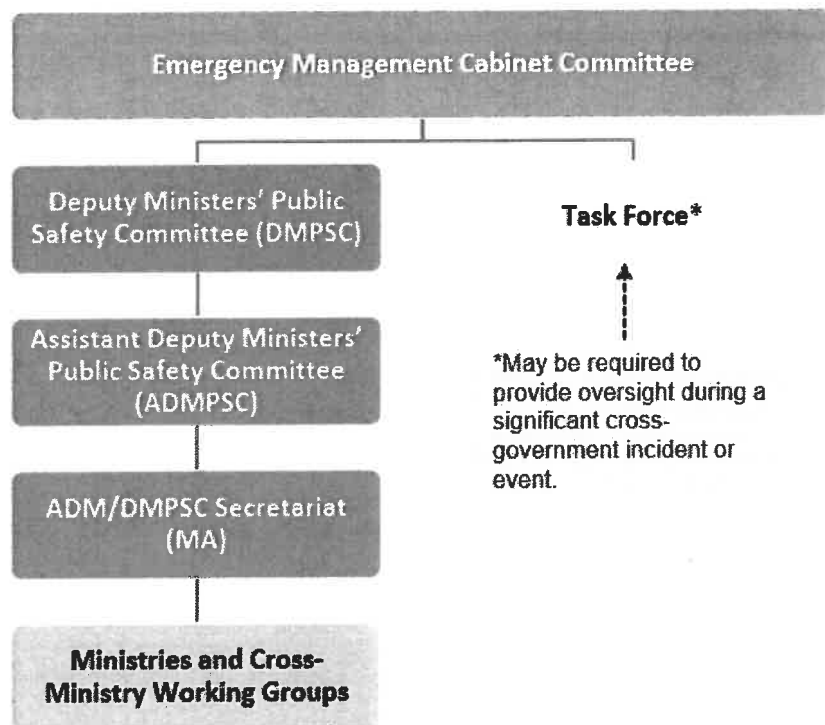 Emergency Management Cabinet Committee
Deputy Ministers' Public
Safety Committee (DMPSC)
Task Force*
Assistant Deputy Ministers'
Public Safety Committee
(ADMPSC)
*May be required to
provide oversight during a
significant cross-
government incident or
event.
ADM/DMPSC Secretariat
(MA)
Ministries and Cross-
Ministry Working Groups